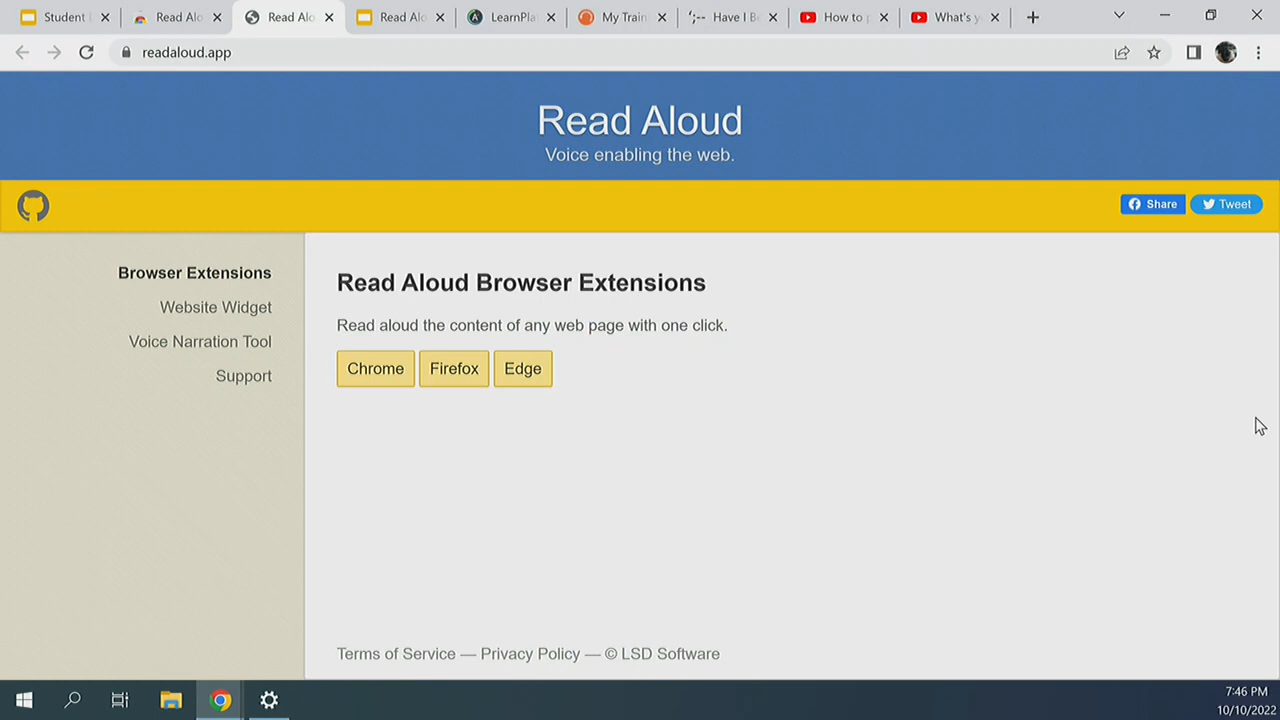 Student
Read Alo
Read Alo
Read Alo
LearnPla
My Train
Have I B
How to
What's y
readaloud.app
Read Aloud
Voice enabling the web.
Share
Tweet
Browser Extensions
Website Widget
Voice Narration Tool
Support
Read Aloud Browser Extensions
Read aloud the content of any web page with one click.
Chrome Firefox Edge
Terms of Service — Privacy Policy — © LSD Software
7:46 PM
10/10/2022